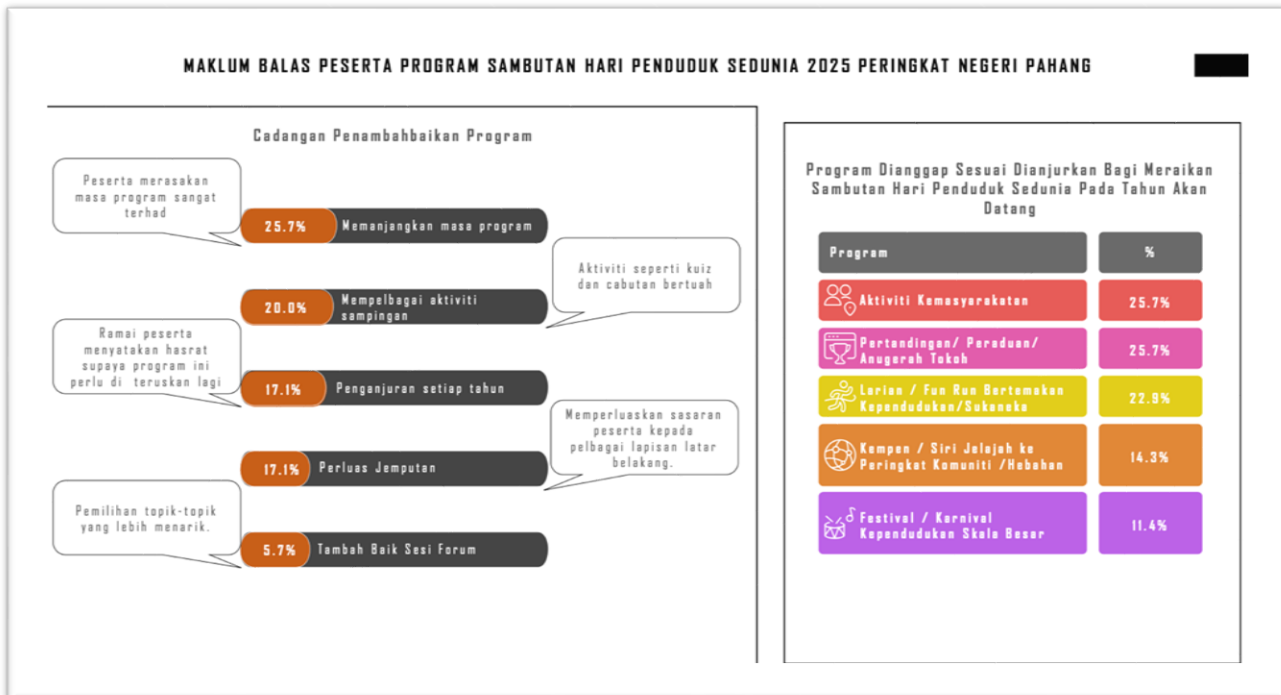 MAKLUM BALAS PESERTA PROGRAM SAMBUTAN HARI PENDUDUK SEDUNIA 2025 PERINGKAT NEGERI PAHANG
Cadangan Penambahbaikan Program
Peserta merasakan
masa program sangat
terhad
25.7%
Memanjangkan masa program
Aktiviti seperti kuiz
dan cabutan bertuah
20.0%
Mempelbagai aktiviti
sampingan
Ramai peserta
menyatakan hasrat
supaya program ini
perlu di teruskan lagi
17.1%
Penganjuran setiap tahun
Memperluaskan sasaran
peserta kepada
pelbagai lapisan latar
belakang.
17.1%
Perluas Jemputan
Pemilihan topik-topik
yang lebih menarik.
5.7%
Tambah Baik Sesi Forum
Program Dianggap Sesuai Dianjurkan Bagi Meraikan
Sambutan Hari Penduduk Sedunia Pada Tahun Akan
Datang
Program
%
Aktiviti Kemasyarakatan
25.7%
Pertandingan/ Peraduan/
Anugerah Tokoh
25.7%
Larian / Fun Run Bertemakan
Kependudukan/Sukaneka
22.9%
Kempen / Siri Jelajah ke
Peringkat Komuniti /Hebahan
14.3%
Festival / Karnival
Kependudukan Skala Besar
11.4%